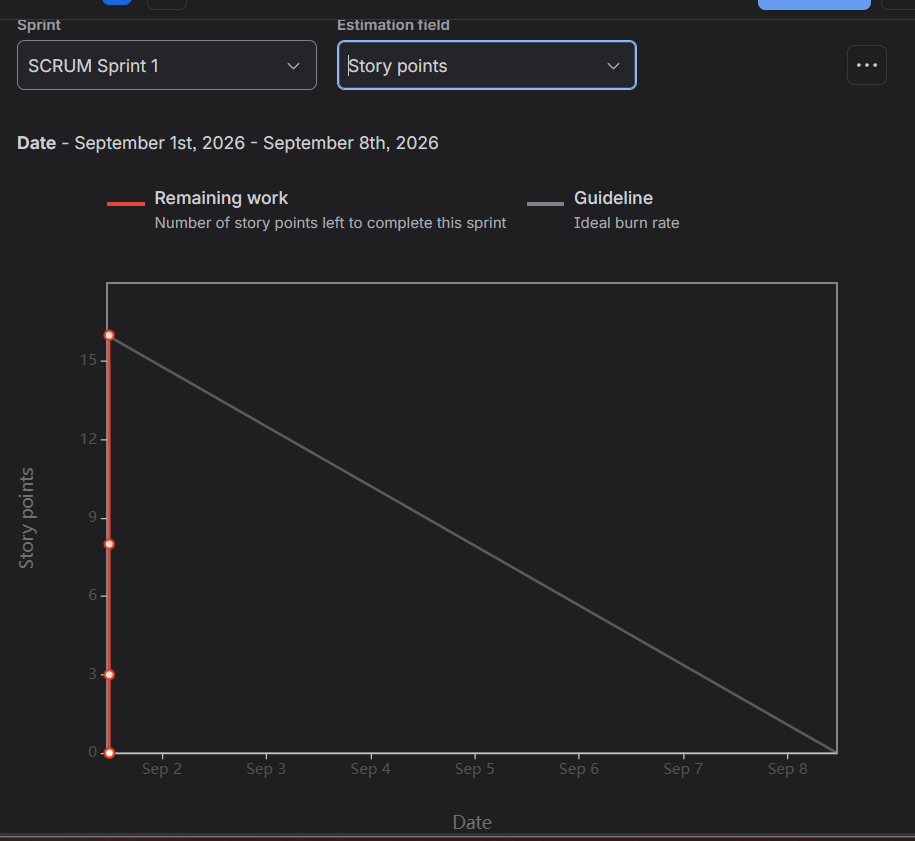 Sprint
Estimation field
SCRUM Sprint 1
Story points
Date - September 1st, 2026 - September 8th, 2026
Remaining work
Number of story points left to complete this sprint
Guideline
Ideal burn rate
Story points
15
12
9
6
3
0
Sep 2
Sep 3
Sep 4
Sep 5
Sep 6
Sep 7
Sep 8
Date